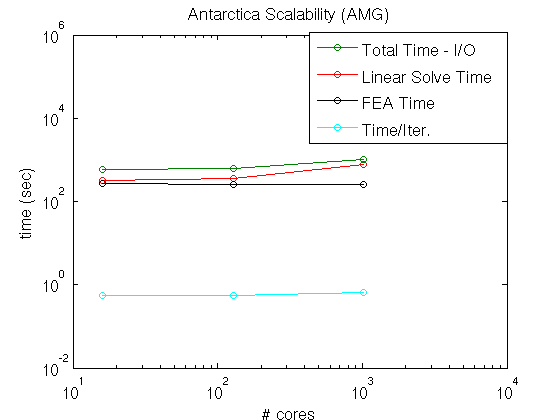 Antarctica Scalability (AMG)
10^6
10^4
10^2
10^0
10^-2
time (sec)
Total Time - I/O
Linear Solve Time
FEA Time
Time/Iter.
10^1
10^2
10^3
10^4
# cores